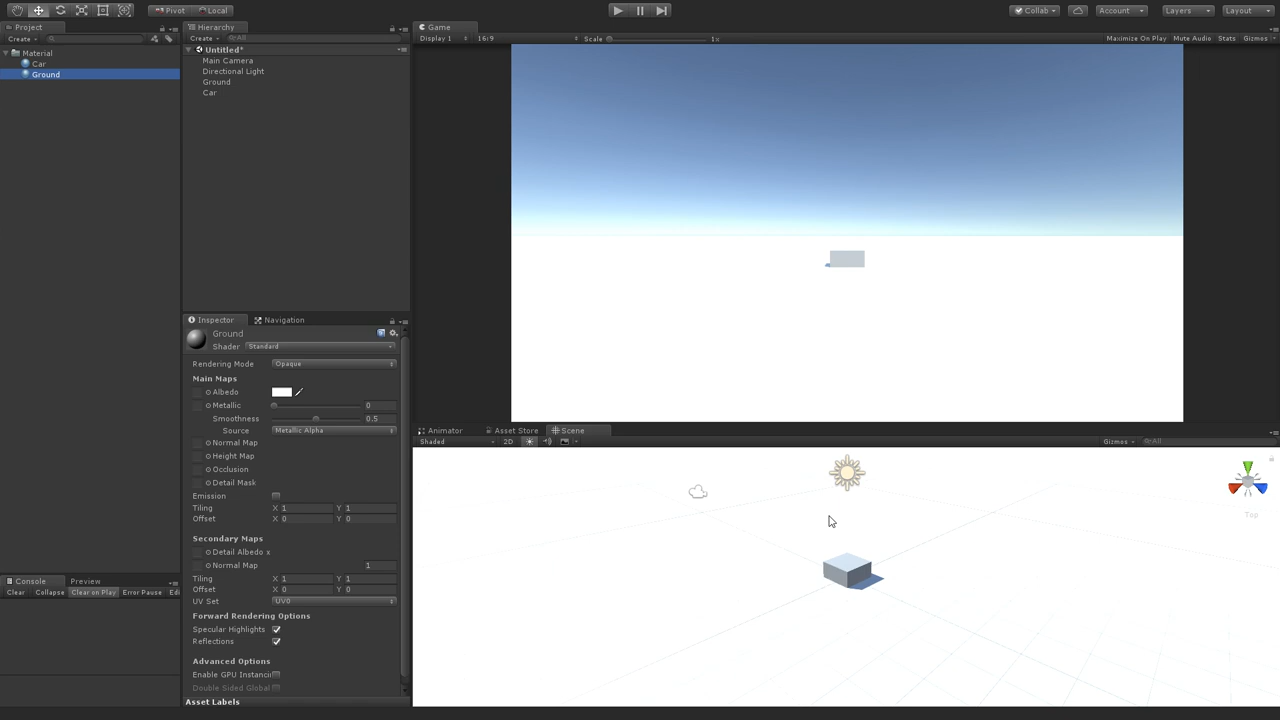 Pivot Local Collab Account Layers Layout
Project Hierarchy Game
Create Create All Display 1 16:9 Scale 1x Maximize On Play Mute Audio Stats Gizmos
Material
Car
Ground
Untitled*
Main Camera
Directional Light
Ground
Car
Inspector Navigation
Ground
Shader Standard
Rendering Mode Opaque
Main Maps
Albedo
Metallic 0
Smoothness 0.5
Source Metallic Alpha
Normal Map
Height Map
Occlusion
Detail Mask
Emission
Tiling X 1 Y 1
Offset X 0 Y 0
Secondary Maps
Detail Albedo x
Normal Map 1
Tiling X 1 Y 1
Offset X 0 Y 0
UV Set UV0
Forward Rendering Options
Specular Highlights
Reflections
Advanced Options
Enable GPU Instanci
Double Sided Global
Asset Labels
Console Preview
Clear Collapse Clear on Play Error Pause Edi
Animator Asset Store Scene
Shaded 2D Gizmos All
Top